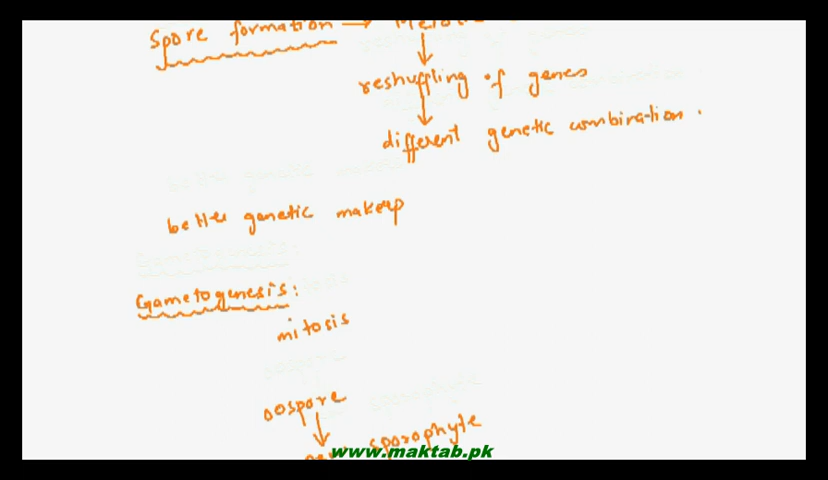 Spore formation →
reshuffling of genes
different genetic combination.
better genetic makeup
Gametogenesis:
mitosis
oospore
sporophyte
www.maktab.pk